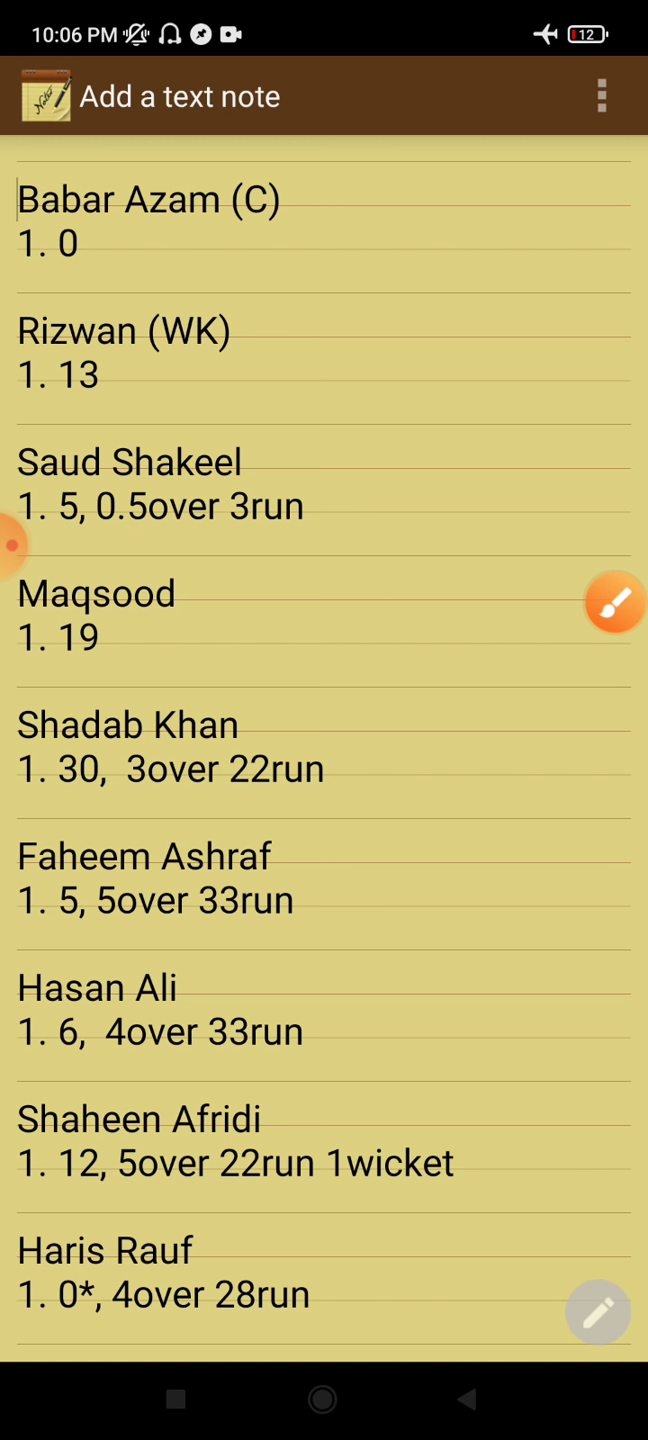 10:06 PM
12
Notes
Add a text note
Babar Azam (C)
1. 0
Rizwan (WK)
1. 13
Saud Shakeel
1. 5, 0.5over 3run
Maqsood
1. 19
Shadab Khan
1. 30,  3over 22run
Faheem Ashraf
1. 5, 5over 33run
Hasan Ali
1. 6,  4over 33run
Shaheen Afridi
1. 12, 5over 22run 1wicket
Haris Rauf
1. 0*, 4over 28run